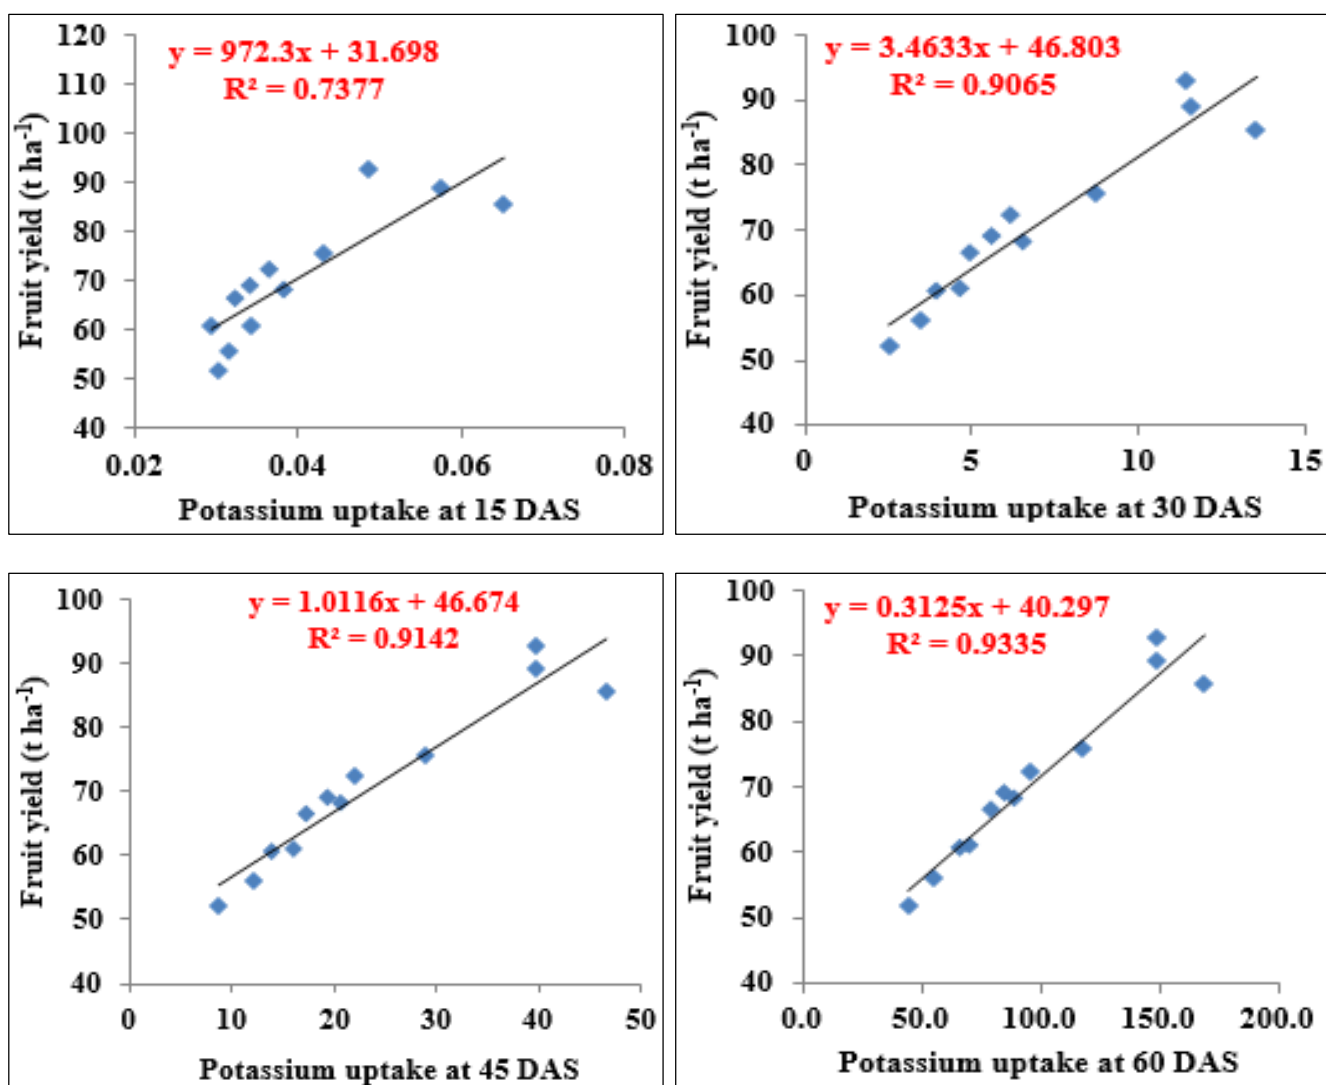 y = 972.3x + 31.698
R² = 0.7377
120
110
100
90
80
70
60
50
40
Fruit yield (t ha⁻¹)
0.02 0.04 0.06 0.08
Potassium uptake at 15 DAS
y = 3.4633x + 46.803
R² = 0.9065
100
90
80
70
60
50
40
Fruit yield (t ha⁻¹)
0 5 10 15
Potassium uptake at 30 DAS
y = 1.0116x + 46.674
R² = 0.9142
100
90
80
70
60
50
40
Fruit yield (t ha⁻¹)
0 10 20 30 40 50
Potassium uptake at 45 DAS
y = 0.3125x + 40.297
R² = 0.9335
100
90
80
70
60
50
40
Fruit yield (t ha⁻¹)
0.0 50.0 100.0 150.0 200.0
Potassium uptake at 60 DAS